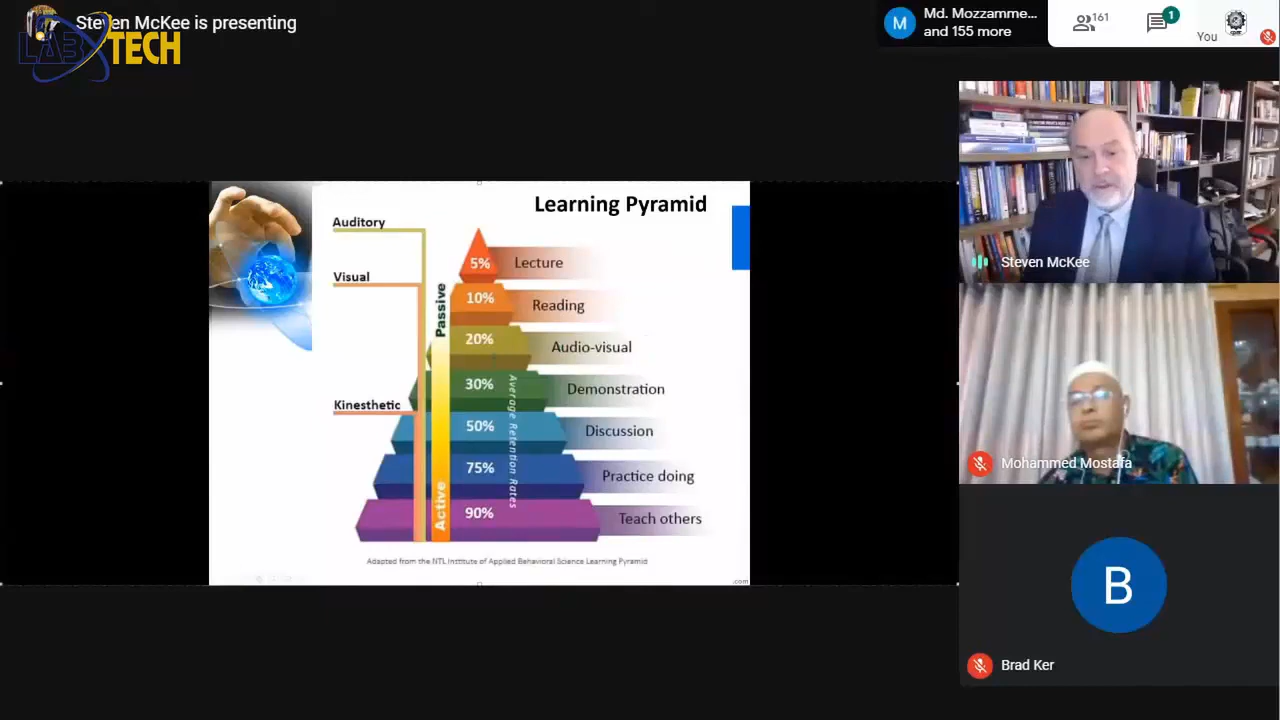 Steven McKee is presenting
LAB TECH
M
Md. Mozzamme...
and 155 more
161
1
You
Learning Pyramid
Auditory
Visual
Kinesthetic
Passive
Active
5% Lecture
10% Reading
20% Audio-visual
30% Demonstration
50% Discussion
75% Practice doing
90% Teach others
Average Retention Rates
Adapted from the NTL Institute of Applied Behavioral Science Learning Pyramid
.com
Steven McKee
Mohammed Mostafa
B
Brad Ker